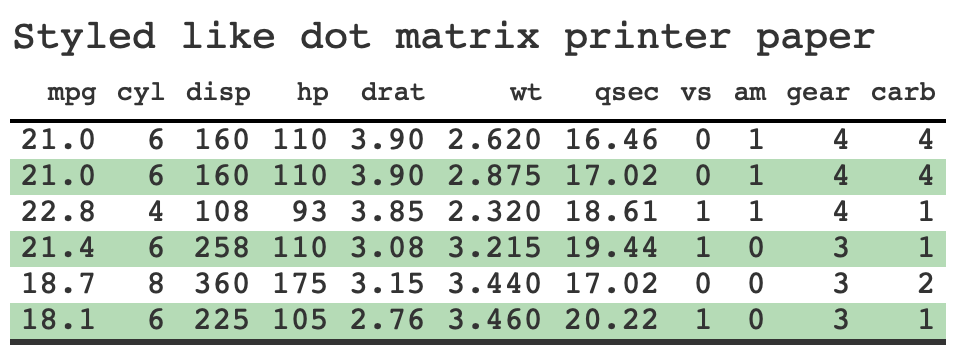 Styled like dot matrix printer paper
mpg cyl disp hp drat wt qsec vs am gear carb
21.0 6 160 110 3.90 2.620 16.46 0 1 4 4
21.0 6 160 110 3.90 2.875 17.02 0 1 4 4
22.8 4 108 93 3.85 2.320 18.61 1 1 4 1
21.4 6 258 110 3.08 3.215 19.44 1 0 3 1
18.7 8 360 175 3.15 3.440 17.02 0 0 3 2
18.1 6 225 105 2.76 3.460 20.22 1 0 3 1